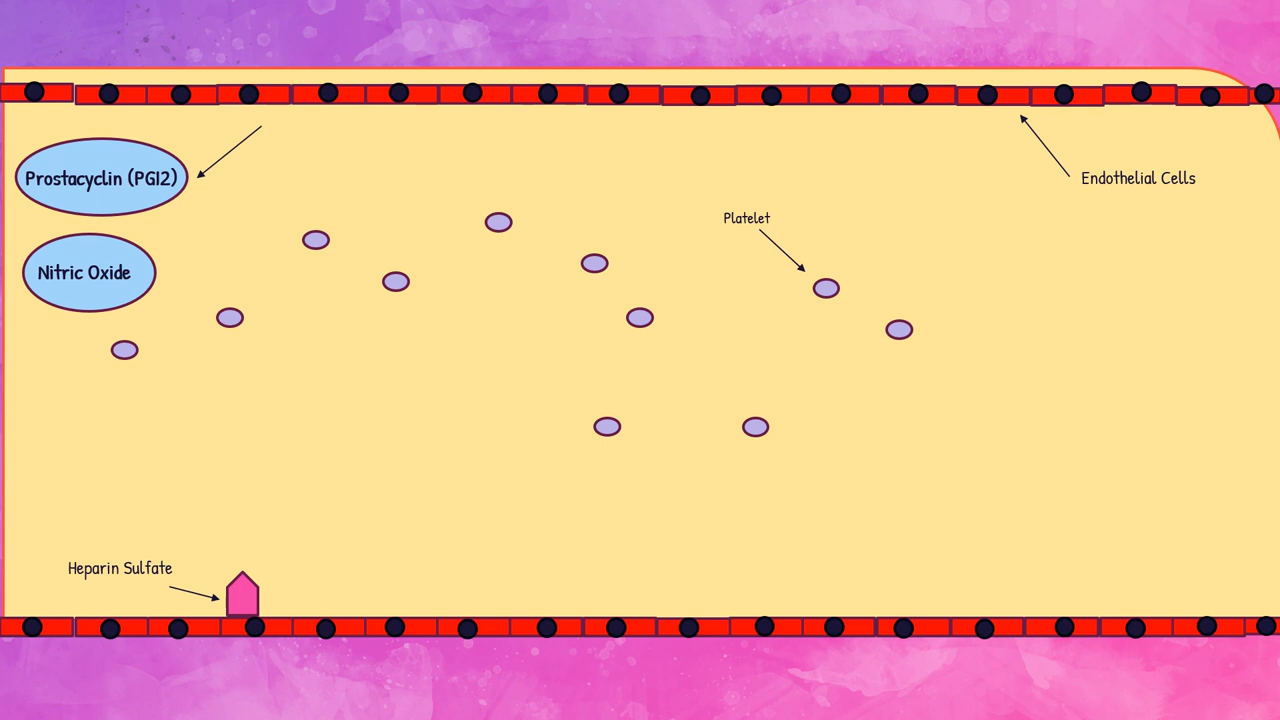 Prostacyclin (PGI2)
Endothelial Cells
Platelet
Nitric Oxide
Heparin Sulfate